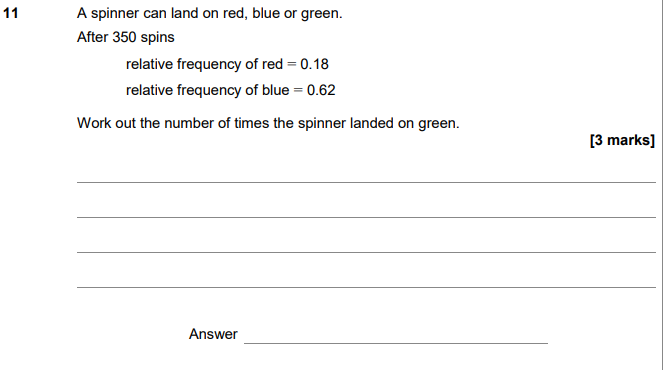 11 A spinner can land on red, blue or green.
After 350 spins
relative frequency of red = 0.18
relative frequency of blue = 0.62
Work out the number of times the spinner landed on green.
[3 marks]
Answer